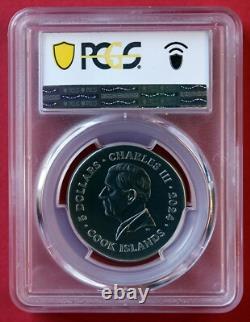 PCGS
5 DOLLARS · CHARLES III · 2024 ·
COOK ISLANDS